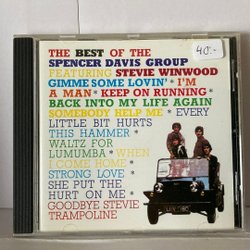 THE BEST OF THE
SPENCER DAVIS GROUP
FEATURING STEVIE WINWOOD
GIMME SOME LOVIN' * I'M
A MAN * KEEP ON RUNNING *
BACK INTO MY LIFE AGAIN
SOMEBODY HELP ME * EVERY
LITTLE BIT HURTS
THIS HAMMER *
WALTZ FOR
LUMUMBA * WHEN
I COME HOME *
STRONG LOVE *
SHE PUT THE
HURT ON ME *
GOODBYE STEVIE
TRAMPOLINE
40:-